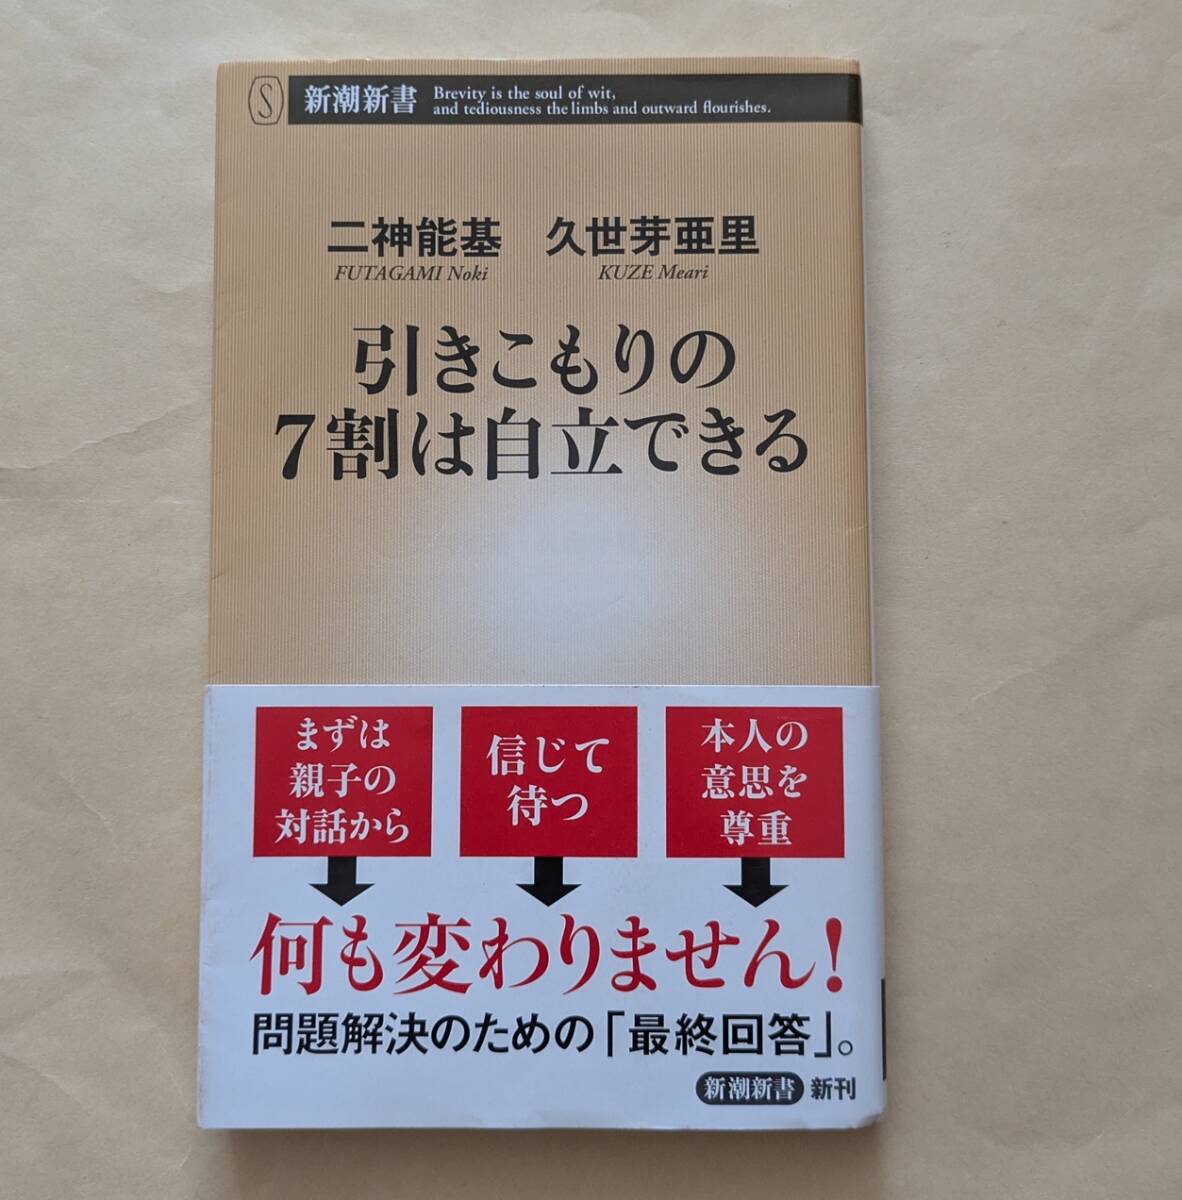 S
新潮新書
Brevity is the soul of wit,
and tediousness the limbs and outward flourishes.
二神能基 久世芽亜里
FUTAGAMI Noki KUZE Meari
引きこもりの
7割は自立できる
まずは
親子の
対話から
信じて
待つ
本人の
意思を
尊重
何も変わりません!
問題解決のための「最終回答」。
新潮新書 新刊